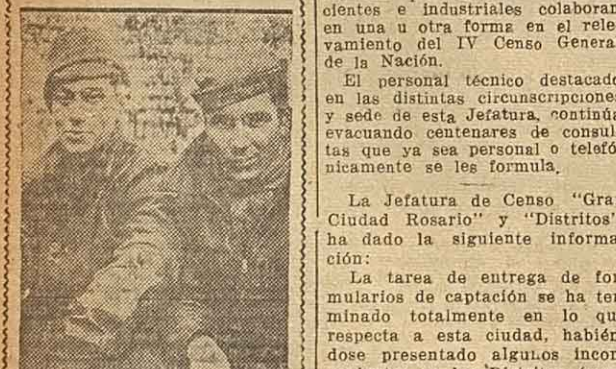 cientes e industriales colaboran
en una u otra forma en el rele-
vamiento del IV Censo General
de la Nación.
El personal técnico destacado
en las distintas circunscripciones
y sede de esta Jefatura, continúa
evacuando centenares de consul-
tas que ya sea personal o telefó-
nicamente se les formula.
La Jefatura de Censo "Gra
Ciudad Rosario" y "Distritos"
ha dado la siguiente informa
ción:
La tarea de entrega de for
mularios de captación se ha ter
minado totalmente en lo qu
respecta a esta ciudad, habién
dose presentado algunos incon